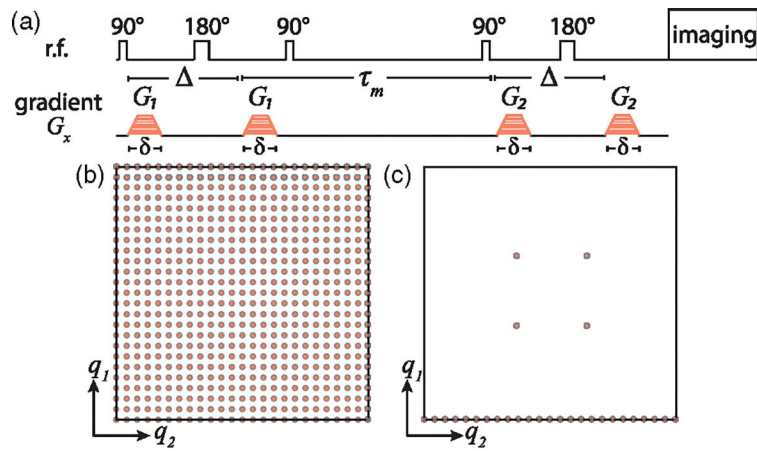 (a)
90° 180° 90° 90° 180°
r.f. imaging
Δ τm Δ
gradient G1 G1 G2 G2
Gx
δ δ δ δ
(b) (c)
q1 q1
q2 q2